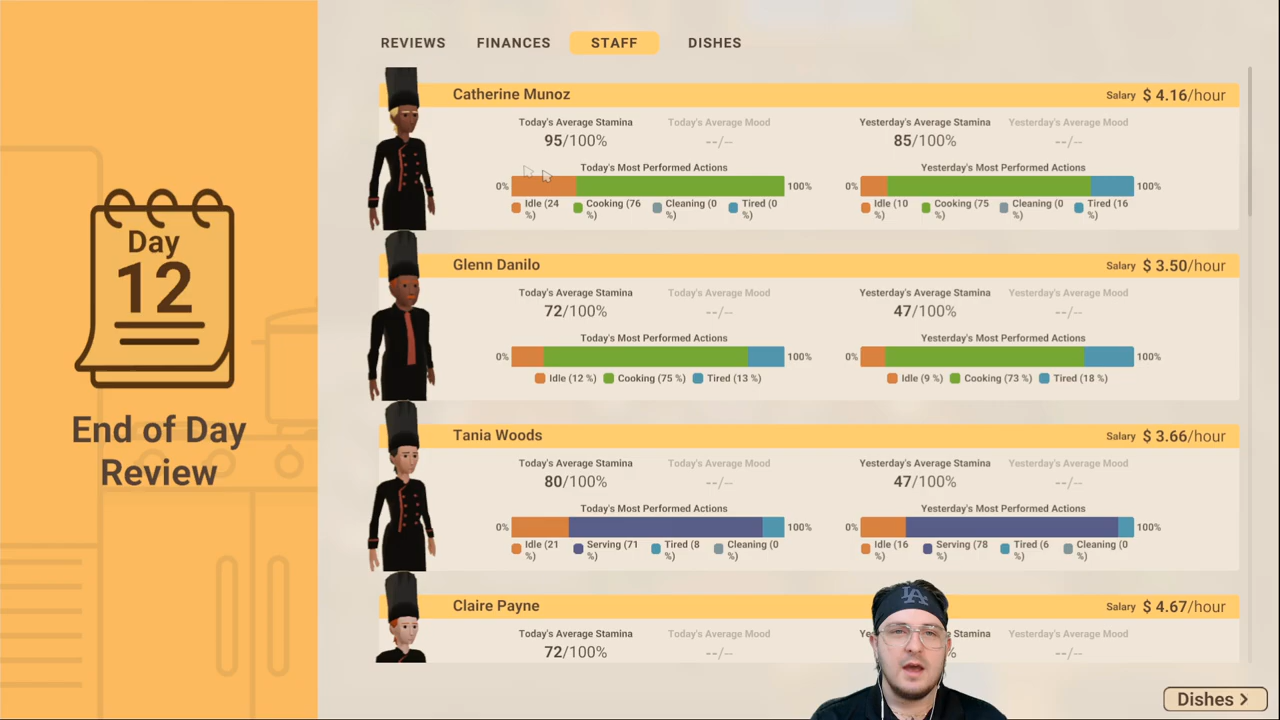 REVIEWS FINANCES STAFF DISHES
Catherine Munoz Salary $ 4.16/hour
Today's Average Stamina Today's Average Mood Yesterday's Average Stamina Yesterday's Average Mood
95/100% --/-- 85/100% --/--
Today's Most Performed Actions Yesterday's Most Performed Actions
0% 100% 0% 100%
Idle (24 Cooking (76 Cleaning (0 Tired (0 Idle (10 Cooking (75 Cleaning (0 Tired (16
%) %) %) %) %) %) %) %)
Glenn Danilo Salary $ 3.50/hour
Today's Average Stamina Today's Average Mood Yesterday's Average Stamina Yesterday's Average Mood
72/100% --/-- 47/100% --/--
Today's Most Performed Actions Yesterday's Most Performed Actions
0% 100% 0% 100%
Idle (12 %) Cooking (75 %) Tired (13 %) Idle (9 %) Cooking (73 %) Tired (18 %)
Tania Woods Salary $ 3.66/hour
Today's Average Stamina Today's Average Mood Yesterday's Average Stamina Yesterday's Average Mood
80/100% --/-- 47/100% --/--
Today's Most Performed Actions Yesterday's Most Performed Actions
0% 100% 0% 100%
Idle (21 Serving (71 Tired (8 Cleaning (0 Idle (16 Serving (78 Tired (6 Cleaning (0
%) %) %) %) %) %) %) %)
Claire Payne Salary $ 4.67/hour
Today's Average Stamina Today's Average Mood Stamina Yesterday's Average Mood
72/100% --/-- % --/--
Day
12
End of Day
Review
LA
Dishes >